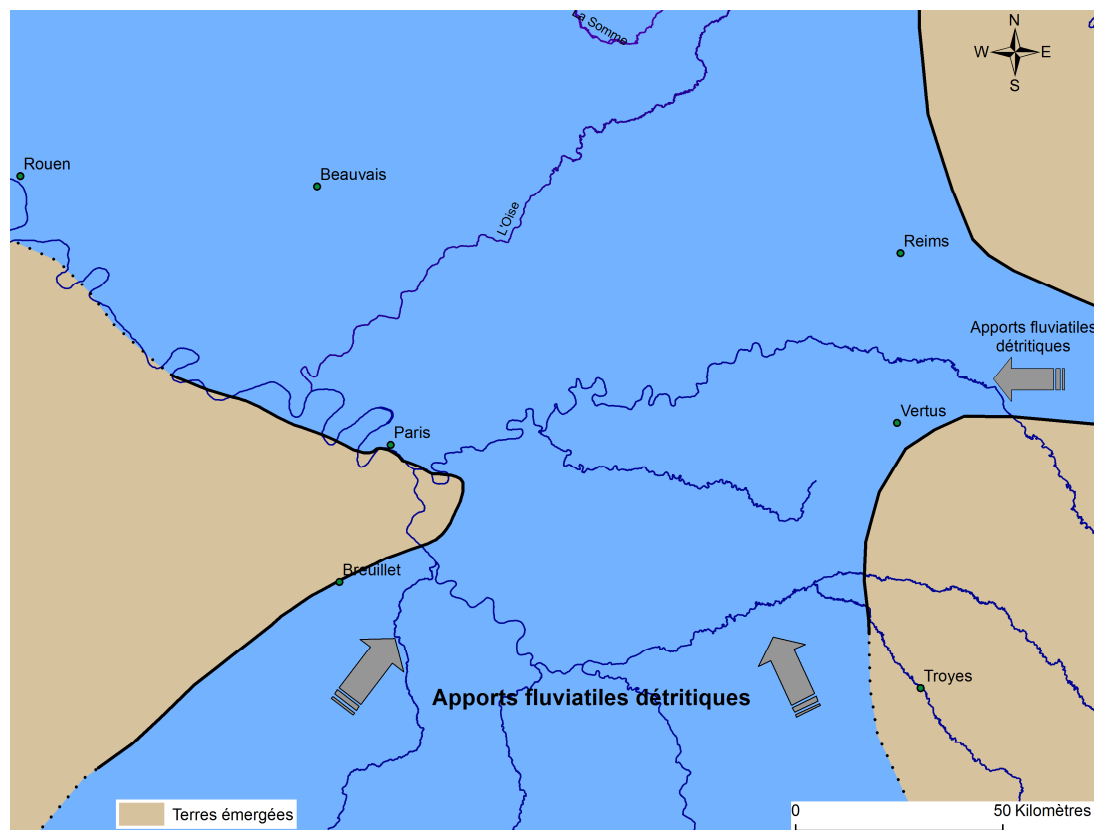 La Somme
N
W E
S
Rouen
Beauvais
L'Oise
Reims
Apports fluviatiles
détritiques
Vertus
Paris
Breuillet
Troyes
Apports fluviatiles détritiques
Terres émergées
0 50 Kilomètres